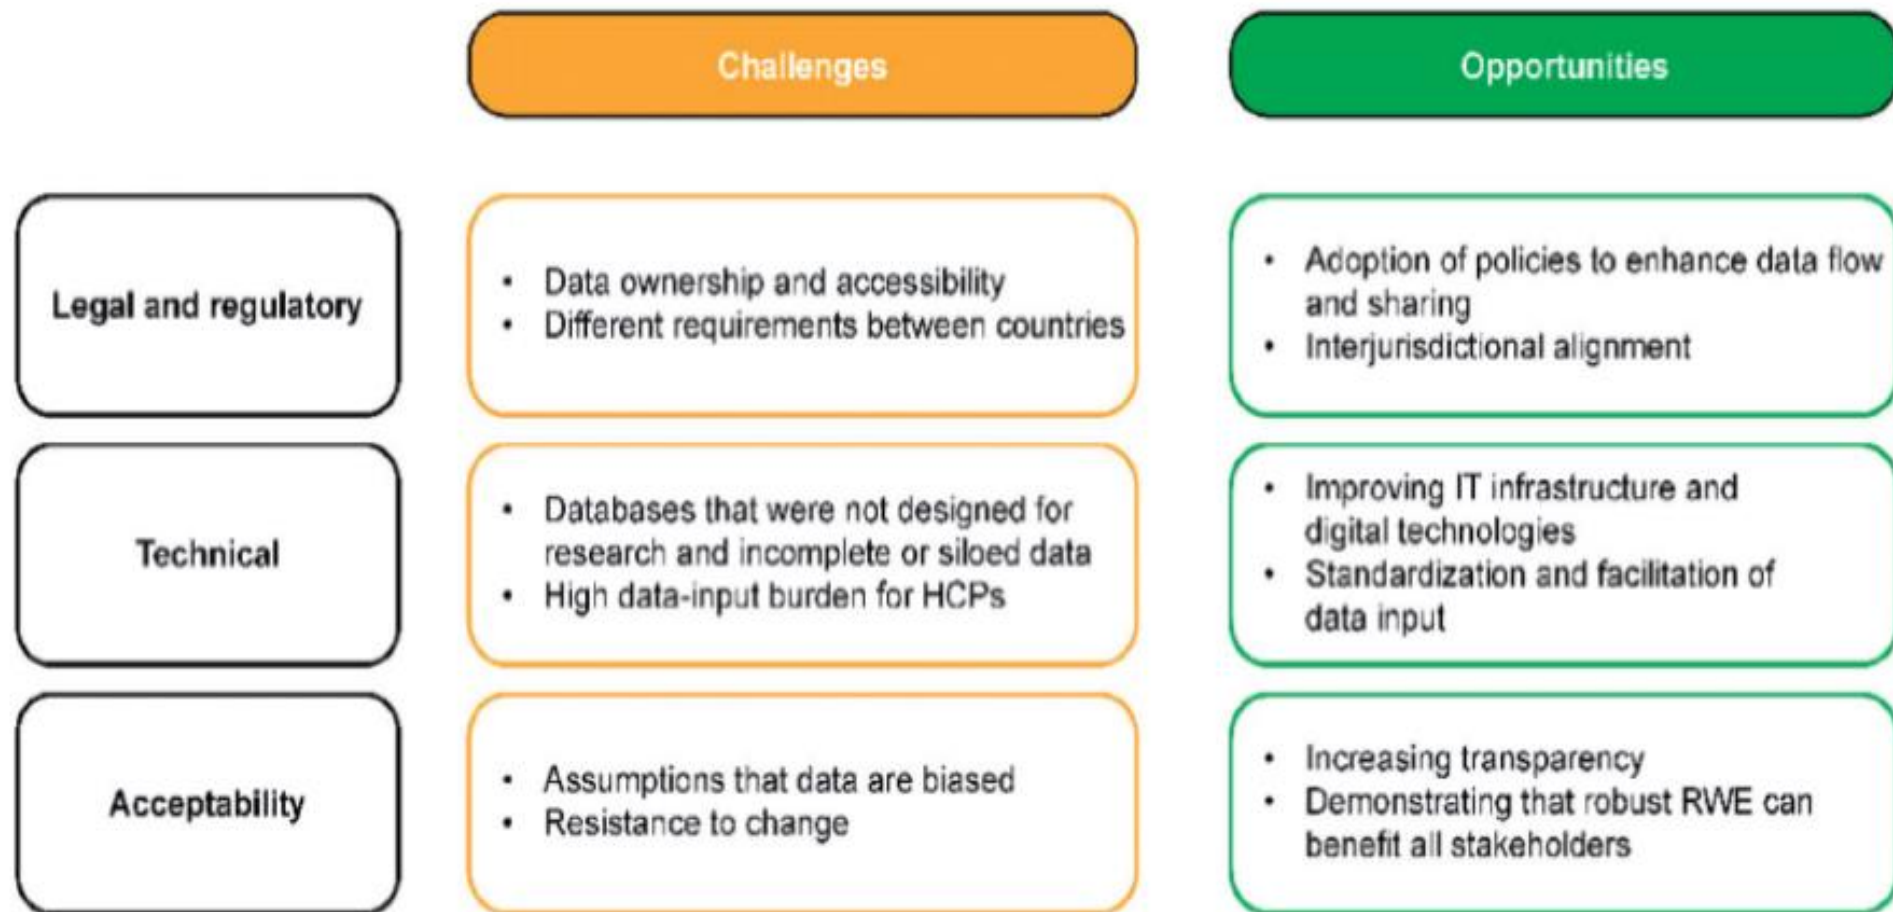 Challenges
Opportunities
Legal and regulatory
• Data ownership and accessibility
• Different requirements between countries
• Adoption of policies to enhance data flow
and sharing
• Interjurisdictional alignment
Technical
• Databases that were not designed for
research and incomplete or siloed data
• High data-input burden for HCPs
• Improving IT infrastructure and
digital technologies
• Standardization and facilitation of
data input
Acceptability
• Assumptions that data are biased
• Resistance to change
• Increasing transparency
• Demonstrating that robust RWE can
benefit all stakeholders